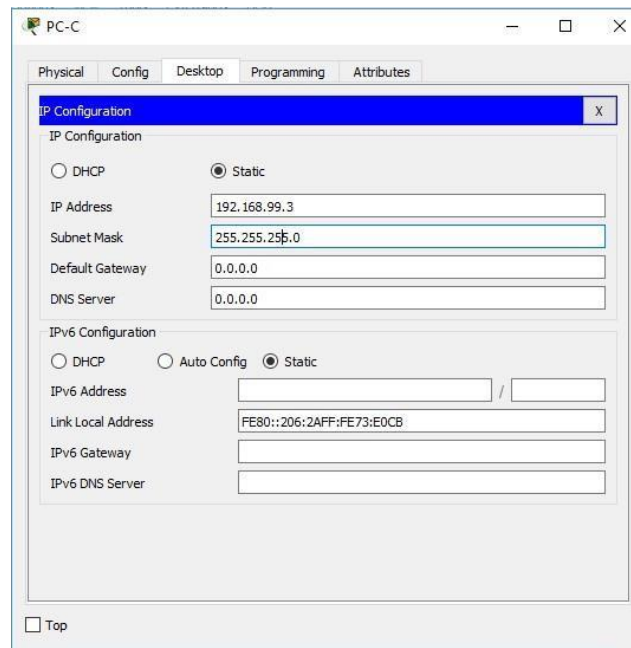 PC-C
Physical Config Desktop Programming Attributes
IP Configuration X
IP Configuration
DHCP Static
IP Address 192.168.99.3
Subnet Mask 255.255.255.0
Default Gateway 0.0.0.0
DNS Server 0.0.0.0
IPv6 Configuration
DHCP Auto Config Static
IPv6 Address /
Link Local Address FE80::206:2AFF:FE73:E0CB
IPv6 Gateway
IPv6 DNS Server
Top